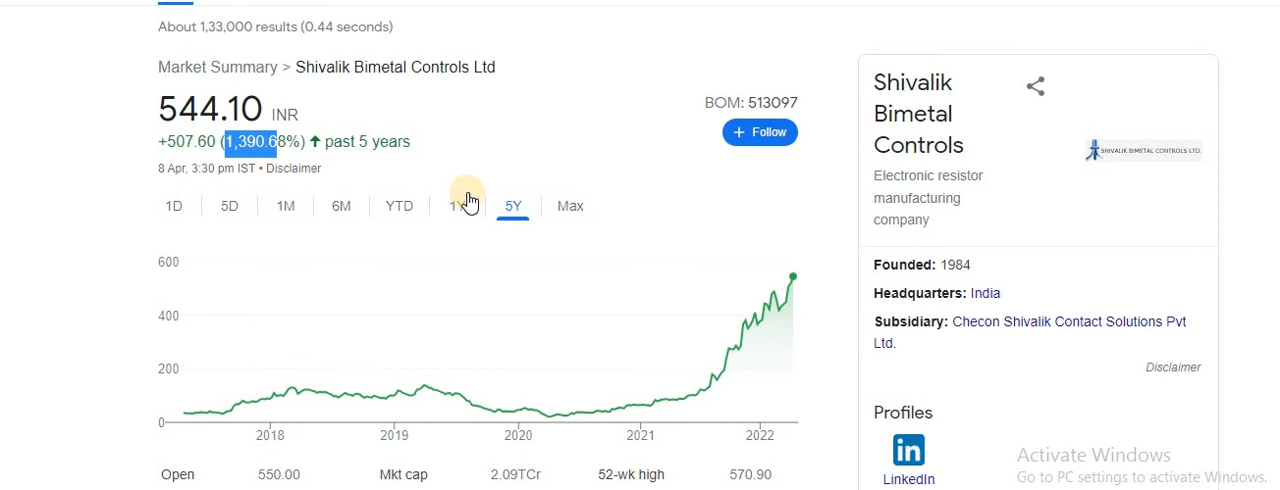 About 1,33,000 results (0.44 seconds)
Market Summary > Shivalik Bimetal Controls Ltd
544.10 INR
+507.60 (1,390.68%) ↑ past 5 years
8 Apr, 3:30 pm IST • Disclaimer
BOM: 513097
+ Follow
1D 5D 1M 6M YTD 1Y 5Y Max
600
400
200
0
2018 2019 2020 2021 2022
Open 550.00 Mkt cap 2.09TCr 52-wk high 570.90
Shivalik
Bimetal
Controls
SHIVALIK BIMETAL CONTROLS LTD.
Electronic resistor
manufacturing
company
Founded: 1984
Headquarters: India
Subsidiary: Checon Shivalik Contact Solutions Pvt
Ltd.
Disclaimer
Profiles
in
LinkedIn
Activate Windows
Go to PC settings to activate Windows.